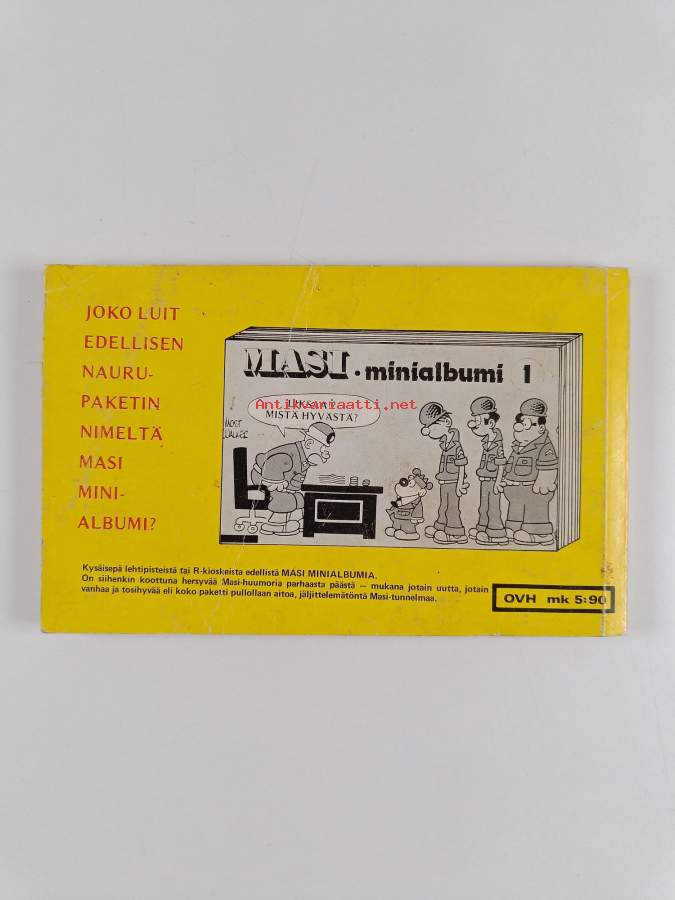 JOKO LUIT
EDELLISEN
NAURU-
PAKETIN
NIMELTÄ
MASI
MINI-
ALBUMI?
MASI • minialbumi 1
Antikvariaatti.net
MISTÄ HYVÄSTÄ?
MORT
WALKER
Kysäisepä lehtipisteistä tai R-kioskeista edellistä MASI MINIALBUMIA.
On siihenkin koottuna hersyvää Masi-huumoria parhaasta päästä – mukana jotain uutta, jotain
vanhaa ja tosihyvää eli koko paketti pullollaan aitoa, jäljittelemätöntä Masi-tunnelmaa.
OVH mk 5:90